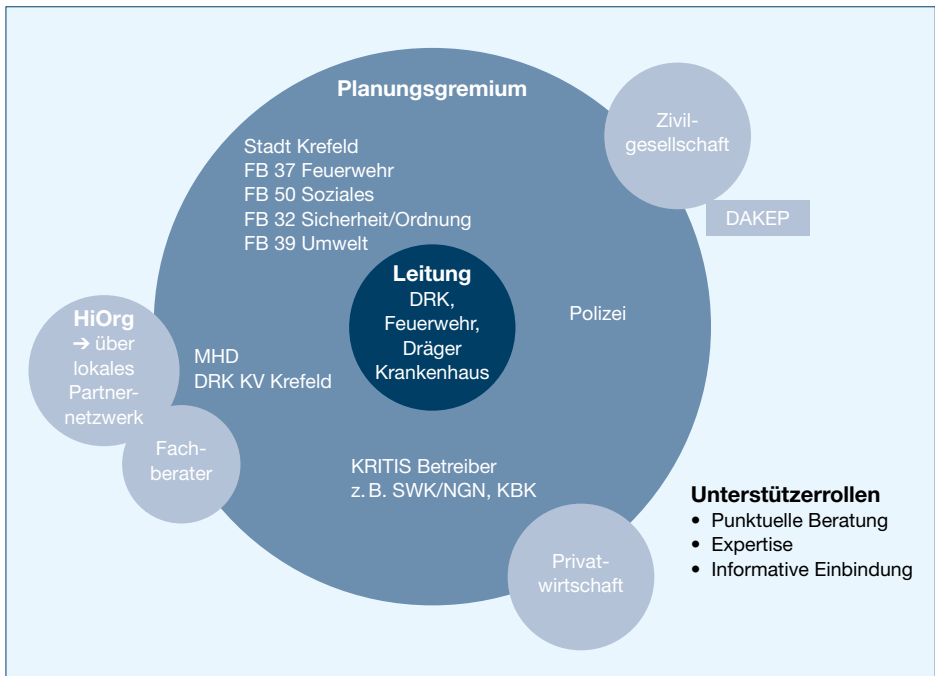 Planungsgremium
Stadt Krefeld
FB 37 Feuerwehr
FB 50 Soziales
FB 32 Sicherheit/Ordnung
FB 39 Umwelt
Zivil-
gesellschaft
DAKEP
Leitung
DRK,
Feuerwehr,
Dräger
Krankenhaus
Polizei
HiOrg
➔ über
lokales
Partner-
netzwerk
MHD
DRK KV Krefeld
Fach-
berater
KRITIS Betreiber
z. B. SWK/NGN, KBK
Privat-
wirtschaft
Unterstützerrollen
• Punktuelle Beratung
• Expertise
• Informative Einbindung